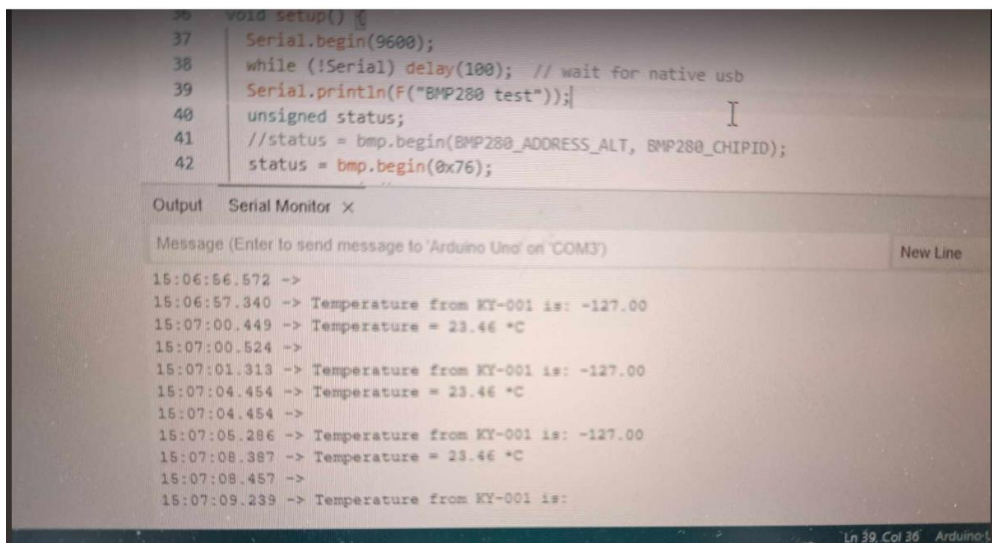 36 void setup() {
37 Serial.begin(9600);
38 while (!Serial) delay(100);  // wait for native usb
39 Serial.println(F("BMP280 test"));
40 unsigned status;
41 //status = bmp.begin(BMP280_ADDRESS_ALT, BMP280_CHIPID);
42 status = bmp.begin(0x76);
Output Serial Monitor ×
Message (Enter to send message to 'Arduino Uno' on 'COM3')
New Line
15:06:56.572 ->
15:06:57.340 -> Temperature from KY-001 is: -127.00
15:07:00.449 -> Temperature = 23.46 *C
15:07:00.524 ->
15:07:01.313 -> Temperature from KY-001 is: -127.00
15:07:04.454 -> Temperature = 23.46 *C
15:07:04.454 ->
15:07:05.286 -> Temperature from KY-001 is: -127.00
15:07:08.387 -> Temperature = 23.46 *C
15:07:08.457 ->
15:07:09.239 -> Temperature from KY-001 is:
Ln 39, Col 36 Arduino